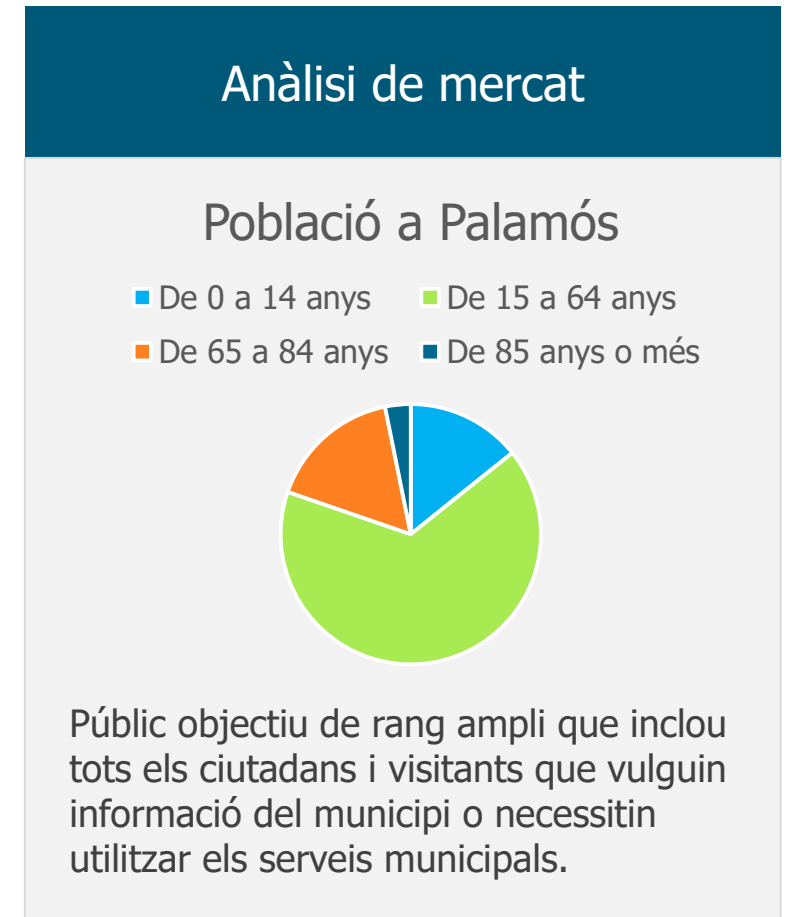 Anàlisi de mercat
Població a Palamós
De 0 a 14 anys
De 15 a 64 anys
De 65 a 84 anys
De 85 anys o més
Públic objectiu de rang ampli que inclou
tots els ciutadans i visitants que vulguin
informació del municipi o necessitin
utilitzar els serveis municipals.